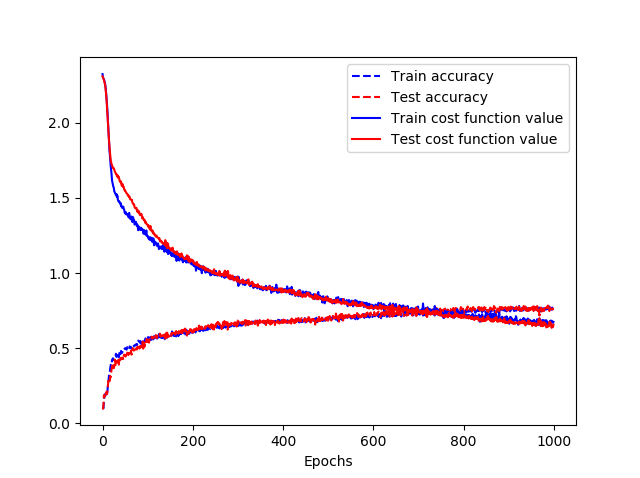 Train accuracy
Test accuracy
Train cost function value
Test cost function value
2.0
1.5
1.0
0.5
0.0
0 200 400 600 800 1000
Epochs